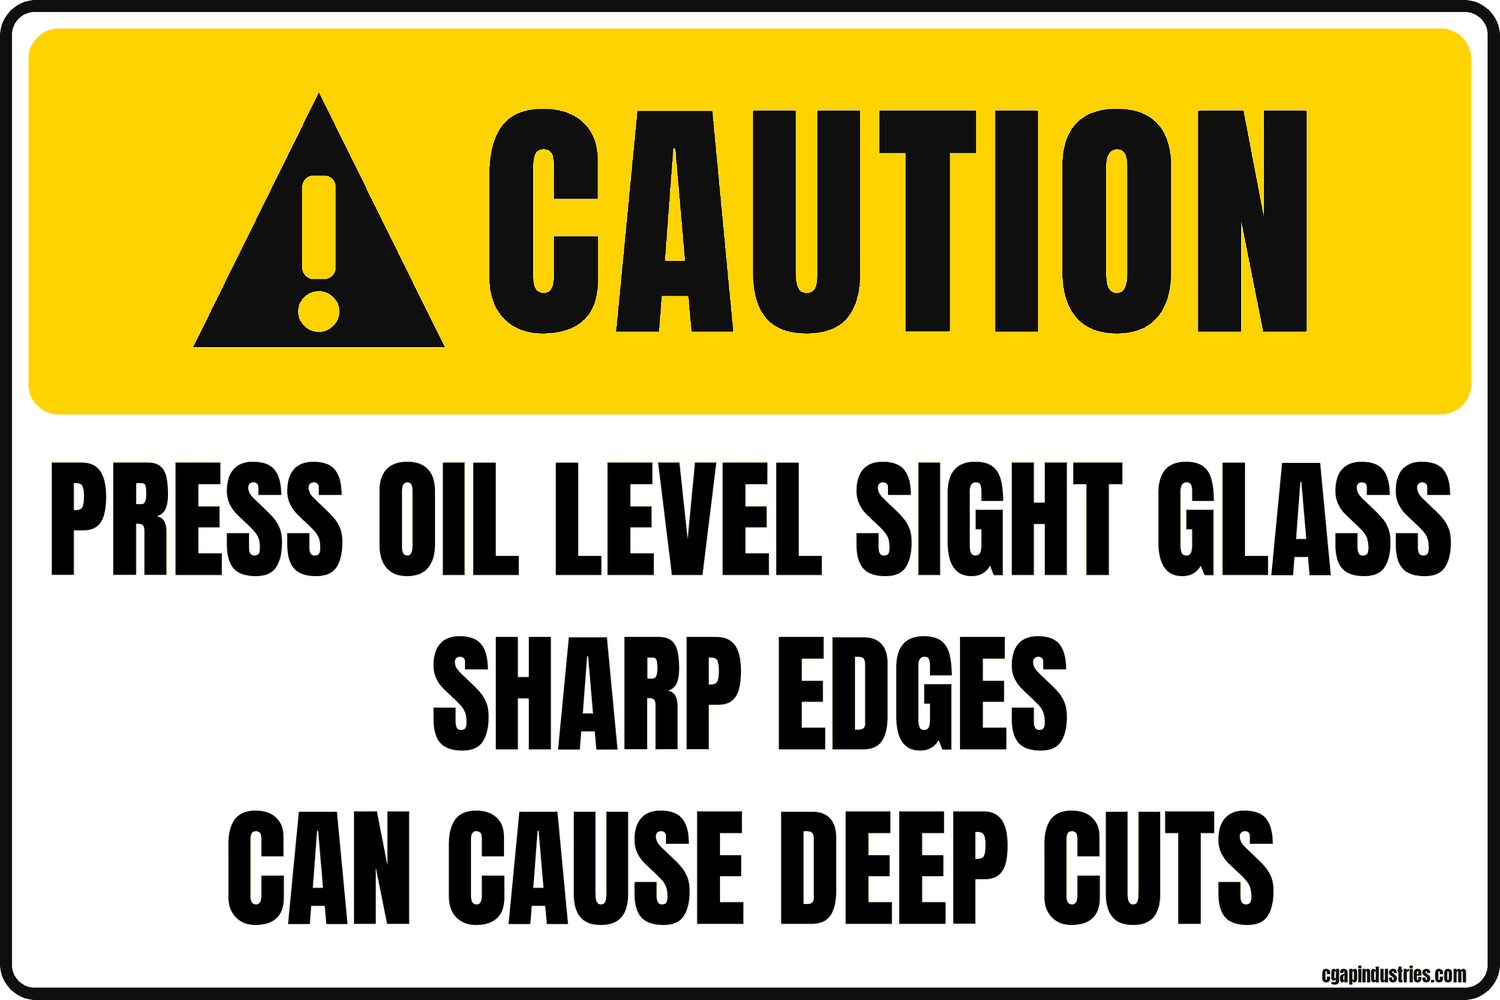 CAUTION
PRESS OIL LEVEL SIGHT GLASS
SHARP EDGES
CAN CAUSE DEEP CUTS
cgapindustries.com